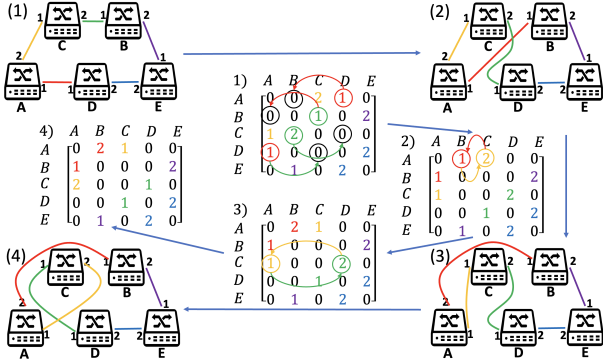 (1)
1 2 1 2
C B
2 1
1 1 2 2
A D E
(2)
1 2 1 2
C B
2 1
1 1 2 2
A D E
1)
A B C D E
A 0 0 2 1 0
B 0 0 1 0 2
C 1 2 0 0 0
D 1 0 0 0 2
E 0 1 0 2 0
4)
A B C D E
A 0 2 1 0 0
B 1 0 0 0 2
C 2 0 0 1 0
D 0 0 1 0 2
E 0 1 0 2 0
2)
A B C D E
A 0 1 2 0 0
B 1 0 0 0 2
C 1 0 0 2 0
D 0 0 1 0 2
E 0 1 0 2 0
3)
A B C D E
A 0 2 1 0 0
B 1 0 0 0 2
C 1 0 0 2 0
D 0 0 1 0 2
E 0 1 0 2 0
(4)
1 2 1 2
C B
2 1
1 1 2 2
A D E
(3)
1 2 1 2
C B
2 1
1 1 2 2
A D E